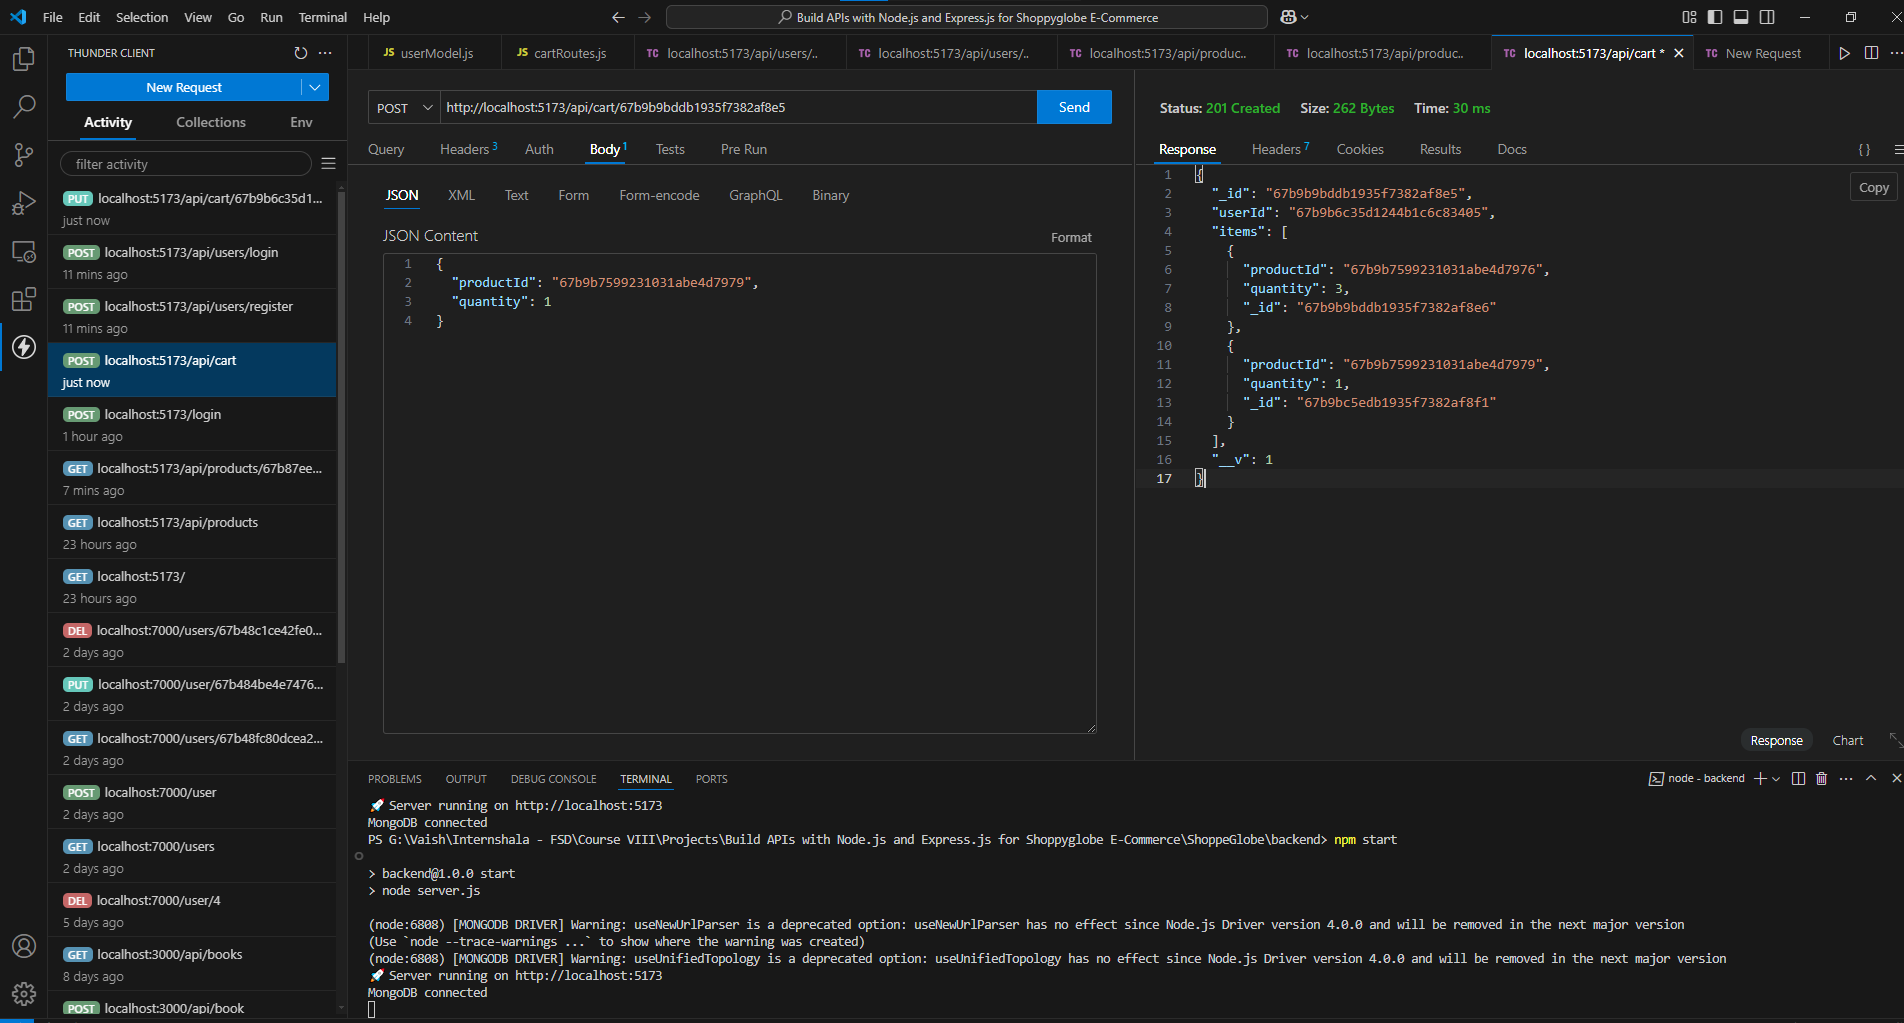 File Edit Selection View Go Run Terminal Help
Build APIs with Node.js and Express.js for Shoppyglobe E-Commerce
THUNDER CLIENT
New Request
Activity Collections Env
filter activity
PUT localhost:5173/api/cart/67b9b6c35d1...
just now
POST localhost:5173/api/users/login
11 mins ago
POST localhost:5173/api/users/register
11 mins ago
POST localhost:5173/api/cart
just now
POST localhost:5173/login
1 hour ago
GET localhost:5173/api/products/67b87ee...
7 mins ago
GET localhost:5173/api/products
23 hours ago
GET localhost:5173/
23 hours ago
DEL localhost:7000/users/67b48c1ce42fe0...
2 days ago
PUT localhost:7000/user/67b484be4e7476...
2 days ago
GET localhost:7000/users/67b48fc80dcea2...
2 days ago
POST localhost:7000/user
2 days ago
GET localhost:7000/users
2 days ago
DEL localhost:7000/user/4
5 days ago
GET localhost:3000/api/books
8 days ago
POST localhost:3000/api/book
JS userModel.js JS cartRoutes.js TC localhost:5173/api/users/.. TC localhost:5173/api/users/.. TC localhost:5173/api/produc... TC localhost:5173/api/produc... TC localhost:5173/api/cart * TC New Request
POST http://localhost:5173/api/cart/67b9b9bddb1935f7382af8e5 Send
Query Headers 3 Auth Body 1 Tests Pre Run
JSON XML Text Form Form-encode GraphQL Binary
JSON Content
Format
1 {
2 "productId": "67b9b7599231031abe4d7979",
3 "quantity": 1
4 }
Status: 201 Created Size: 262 Bytes Time: 30 ms
Response Headers 7 Cookies Results Docs { }
Copy
1 {
2 "_id": "67b9b9bddb1935f7382af8e5",
3 "userId": "67b9b6c35d1244b1c6c83405",
4 "items": [
5 {
6 "productId": "67b9b7599231031abe4d7976",
7 "quantity": 3,
8 "_id": "67b9b9bddb1935f7382af8e6"
9 },
10 {
11 "productId": "67b9b7599231031abe4d7979",
12 "quantity": 1,
13 "_id": "67b9bc5edb1935f7382af8f1"
14 }
15 ],
16 "__v": 1
17 }
Response Chart
PROBLEMS OUTPUT DEBUG CONSOLE TERMINAL PORTS
node - backend
🚀 Server running on http://localhost:5173
MongoDB connected
PS G:\Vaish\Internshala - FSD\Course VIII\Projects\Build APIs with Node.js and Express.js for Shoppyglobe E-Commerce\ShoppeGlobe\backend> npm start
> backend@1.0.0 start
> node server.js
(node:6808) [MONGODB DRIVER] Warning: useNewUrlParser is a deprecated option: useNewUrlParser has no effect since Node.js Driver version 4.0.0 and will be removed in the next major version
(Use `node --trace-warnings ...` to show where the warning was created)
(node:6808) [MONGODB DRIVER] Warning: useUnifiedTopology is a deprecated option: useUnifiedTopology has no effect since Node.js Driver version 4.0.0 and will be removed in the next major version
🚀 Server running on http://localhost:5173
MongoDB connected